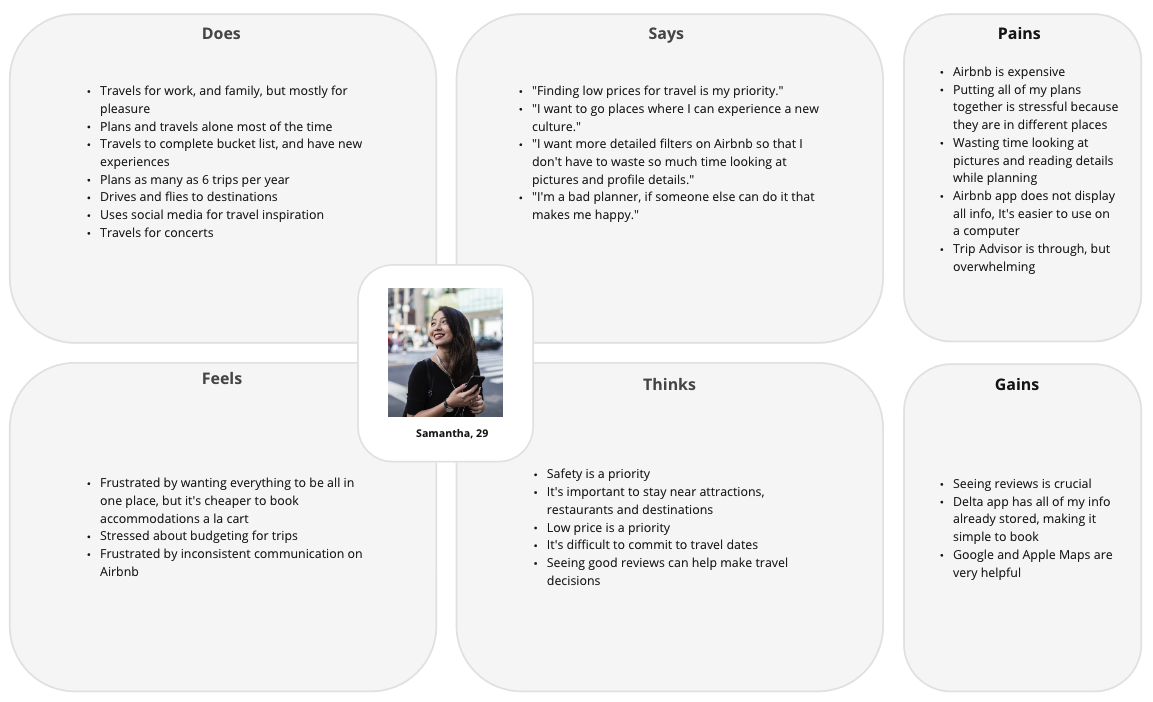 Does
• Travels for work, and family, but mostly for
pleasure
• Plans and travels alone most of the time
• Travels to complete bucket list, and have new
experiences
• Plans as many as 6 trips per year
• Drives and flies to destinations
• Uses social media for travel inspiration
• Travels for concerts
Says
• "Finding low prices for travel is my priority."
• "I want to go places where I can experience a new
culture."
• "I want more detailed filters on Airbnb so that I
don't have to waste so much time looking at
pictures and profile details."
• "I'm a bad planner, if someone else can do it that
makes me happy."
Pains
• Airbnb is expensive
• Putting all of my plans
together is stressful because
they are in different places
• Wasting time looking at
pictures and reading details
while planning
• Airbnb app does not display
all info, It's easier to use on
a computer
• Trip Advisor is through, but
overwhelming
Samantha, 29
Feels
• Frustrated by wanting everything to be all in
one place, but it's cheaper to book
accommodations a la cart
• Stressed about budgeting for trips
• Frustrated by inconsistent communication on
Airbnb
Thinks
• Safety is a priority
• It's important to stay near attractions,
restaurants and destinations
• Low price is a priority
• It's difficult to commit to travel dates
• Seeing good reviews can help make travel
decisions
Gains
• Seeing reviews is crucial
• Delta app has all of my info
already stored, making it
simple to book
• Google and Apple Maps are
very helpful